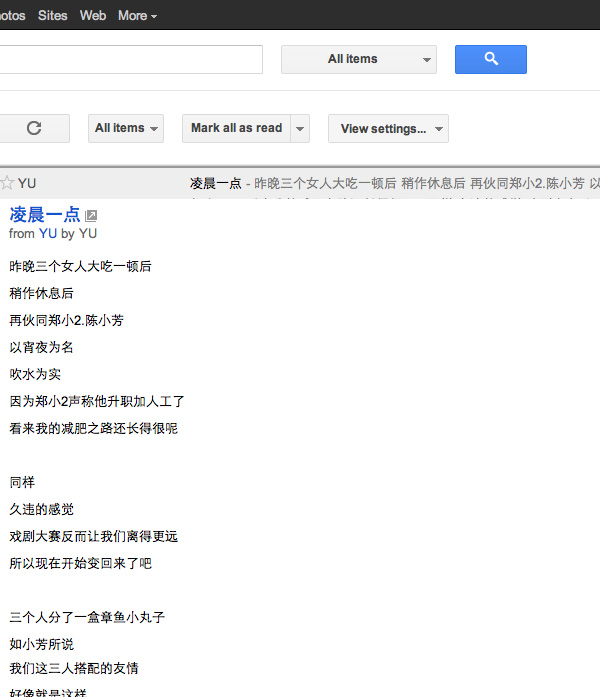 Sites Web More
All items
All items Mark all as read View settings...
YU 凌晨一点 - 昨晚三个女人大吃一顿后 稍作休息后 再伙同郑小2.陈小芳 以
凌晨一点
from YU by YU
昨晚三个女人大吃一顿后
稍作休息后
再伙同郑小2.陈小芳
以宵夜为名
吹水为实
因为郑小2声称他升职加人工了
看来我的减肥之路还长得很呢
同样
久违的感觉
戏剧大赛反而让我们离得更远
所以现在开始变回来了吧
三个人分了一盒章鱼小丸子
如小芳所说
我们这三人搭配的友情
好像就是这样